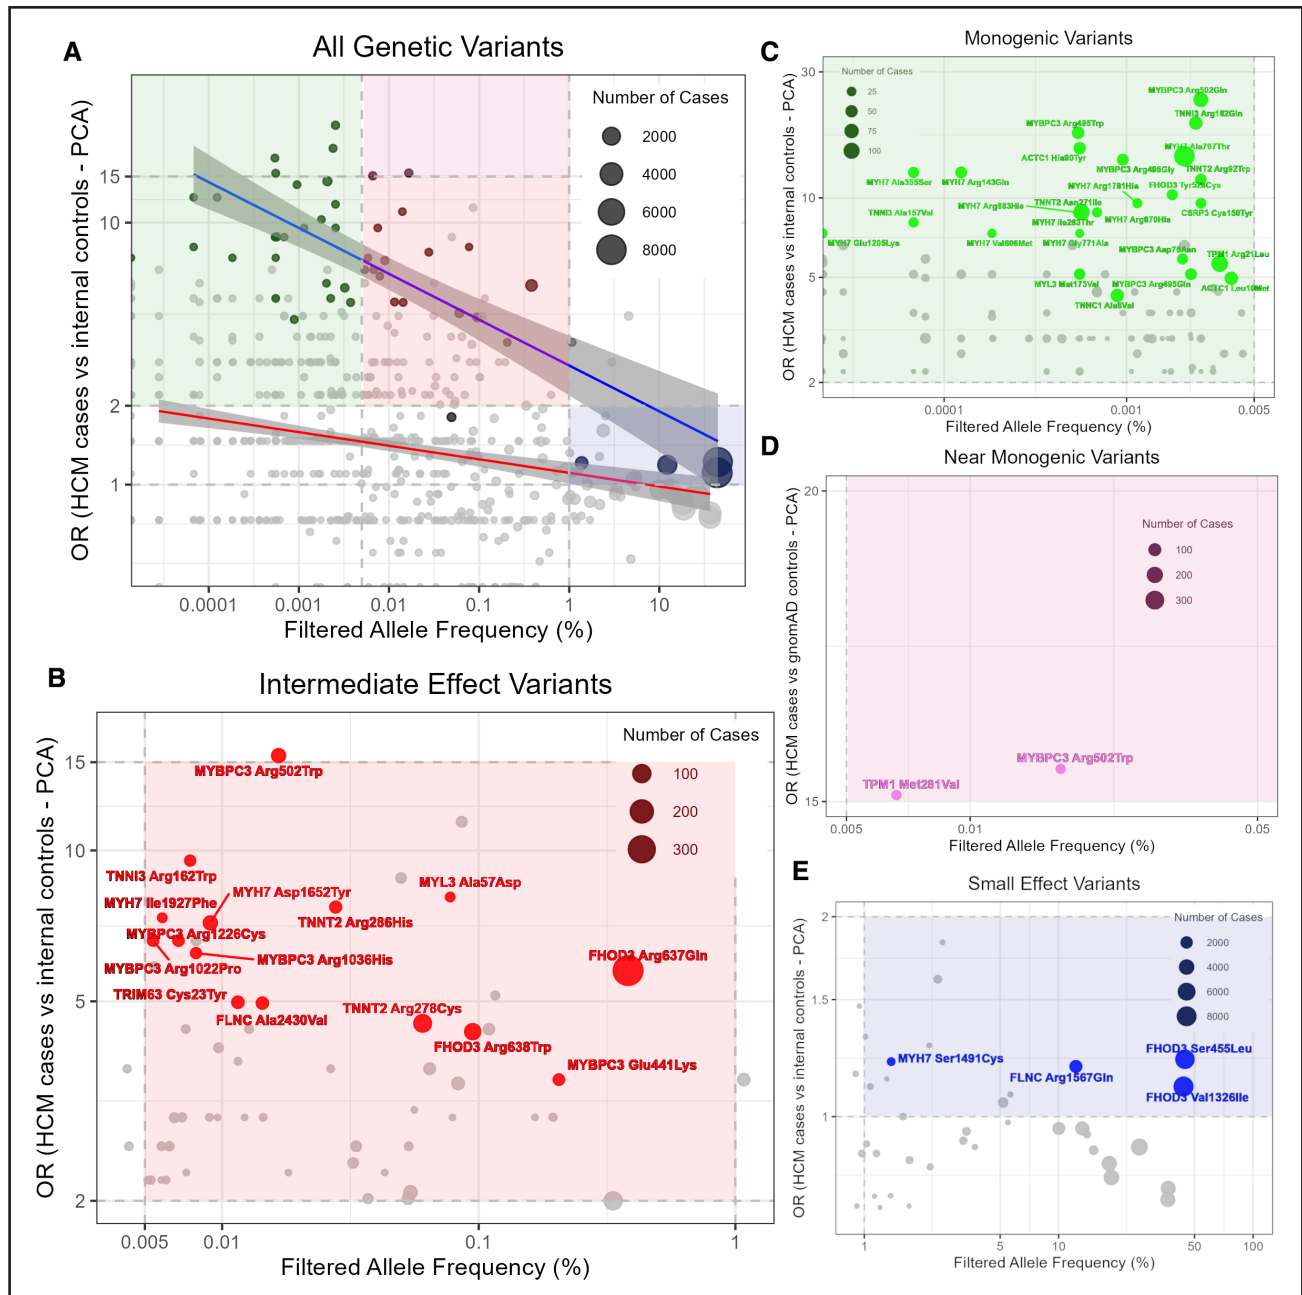 A
All Genetic Variants
OR (HCM cases vs internal controls - PCA)
15
10
2
1
Number of Cases
2000
4000
6000
8000
0.0001
0.001
0.01
0.1
1
10
Filtered Allele Frequency (%)
B
Intermediate Effect Variants
OR (HCM cases vs internal controls - PCA)
15
10
5
2
Number of Cases
100
200
300
MYBPC3 Arg502Trp
TNNI3 Arg162Trp
MYH7 Asp1652Tyr
MYL3 Ala57Asp
MYH7 Ile1927Phe
TNNT2 Arg286His
MYBPC3 Arg1226Cys
MYBPC3 Arg1022Pro
MYBPC3 Arg1036His
FHOD3 Arg637Gln
TRIM63 Cys23Tyr
FLNC Ala2430Val
TNNT2 Arg278Cys
FHOD3 Arg638Trp
MYBPC3 Glu441Lys
0.005
0.01
0.1
1
Filtered Allele Frequency (%)
C
Monogenic Variants
OR (HCM cases vs internal controls - PCA)
30
10
5
2
Number of Cases
25
50
75
100
MYBPC3 Arg502Gln
TNNI3 Arg162Gln
MYBPC3 Arg495Trp
MYH7 Ala797Thr
ACTC1 His90Tyr
MYBPC3 Arg495Gly
TNNT2 Arg92Trp
MYH7 Ala355Ser
MYH7 Arg143Gln
MYH7 Arg1781His
FHOD3 Tyr528Cys
MYH7 Arg663His
TNNT2 Asn271Ile
TNNI3 Ala157Val
MYH7 Ile263Thr
MYH7 Arg870His
CSRP3 Cys150Tyr
MYH7 Glu1205Lys
MYH7 Val606Met
MYH7 Gly771Ala
MYBPC3 Asp75Asn
TPM1 Arg21Leu
MYL3 Met173Val
MYBPC3 Arg495Gln
ACTC1 Leu10Met
TNNC1 Ala8Val
0.0001
0.001
0.005
Filtered Allele Frequency (%)
D
Near Monogenic Variants
OR (HCM cases vs gnomAD controls - PCA)
20
15
Number of Cases
100
200
300
MYBPC3 Arg502Trp
TPM1 Met281Val
0.005
0.01
0.05
Filtered Allele Frequency (%)
E
Small Effect Variants
OR (HCM cases vs internal controls - PCA)
2
1.5
1
Number of Cases
2000
4000
6000
8000
MYH7 Ser1491Cys
FHOD3 Ser455Leu
FLNC Arg1567Gln
FHOD3 Val1326Ile
1
5
10
50
100
Filtered Allele Frequency (%)